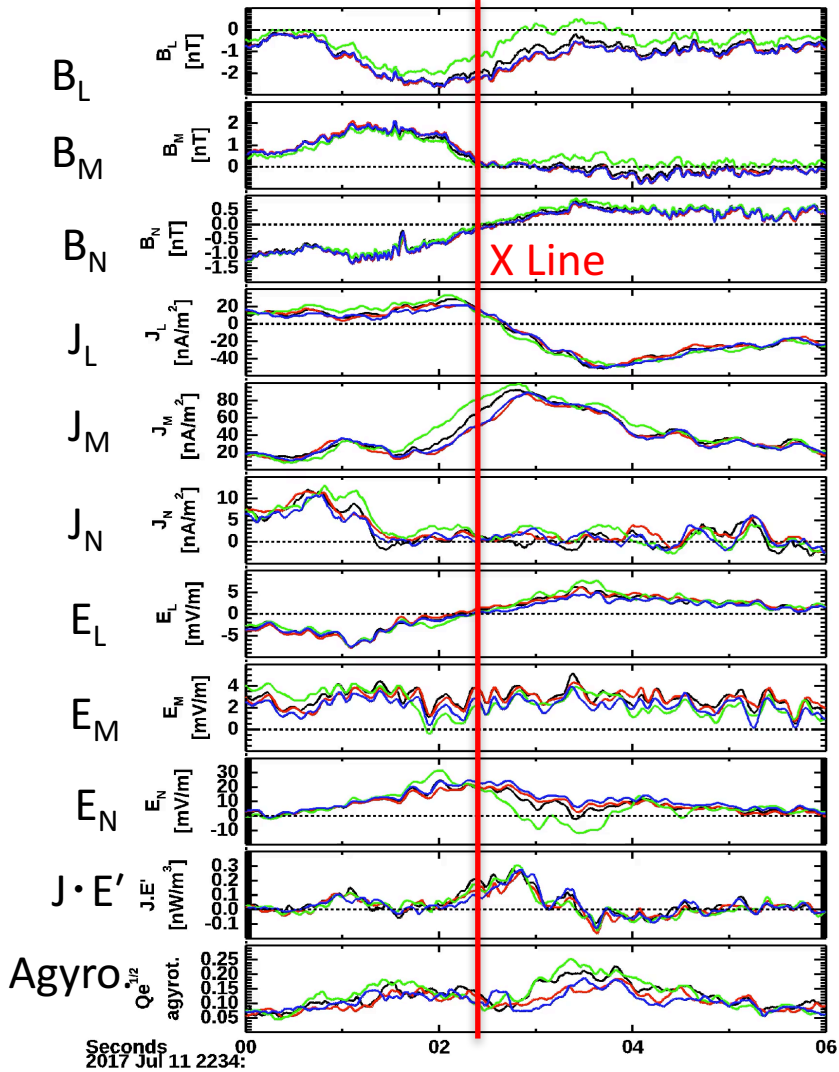 B_L
B_L
[nT]
0
-1
-2
B_M
B_M
[nT]
2
1
0
B_N
B_N
[nT]
0.5
0.0
-0.5
-1.0
-1.5
X Line
J_L
J_L
[nA/m²]
20
0
-20
-40
J_M
J_M
[nA/m²]
80
60
40
20
J_N
J_N
[nA/m²]
10
5
0
E_L
E_L
[mV/m]
5
0
-5
E_M
E_M
[mV/m]
4
2
0
E_N
E_N
[mV/m]
30
20
10
0
-10
J·E′
J.E'
[nW/m³]
0.3
0.2
0.1
-0.0
-0.1
Agyro.
Qe^1/2
agyrot.
0.25
0.20
0.15
0.10
0.05
00 02 04 06
Seconds
2017 Jul 11 2234: